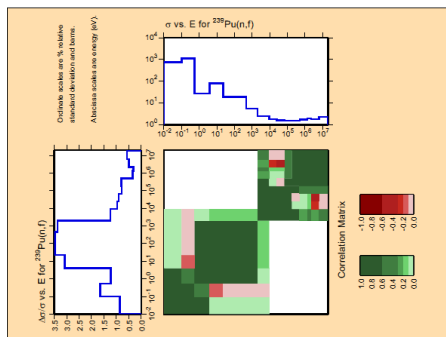 σ vs. E for ²³⁹Pu(n,f)
Ordinate scales are % relative
standard deviation and barns.
Abscissa scales are energy (eV).
10⁴
10³
10²
10¹
10⁰
10⁻² 10⁻¹ 10⁰ 10¹ 10² 10³ 10⁴ 10⁵ 10⁶ 10⁷
Δσ/σ vs. E for ²³⁹Pu(n,f)
3.5 3.0 2.5 2.0 1.5 1.0 0.5 0.0
10⁻² 10⁻¹ 10⁰ 10¹ 10² 10³ 10⁴ 10⁵ 10⁶ 10⁷
Correlation Matrix
1.0 0.8 0.6 0.4 0.2 0.0
-1.0 -0.8 -0.6 -0.4 -0.2 0.0